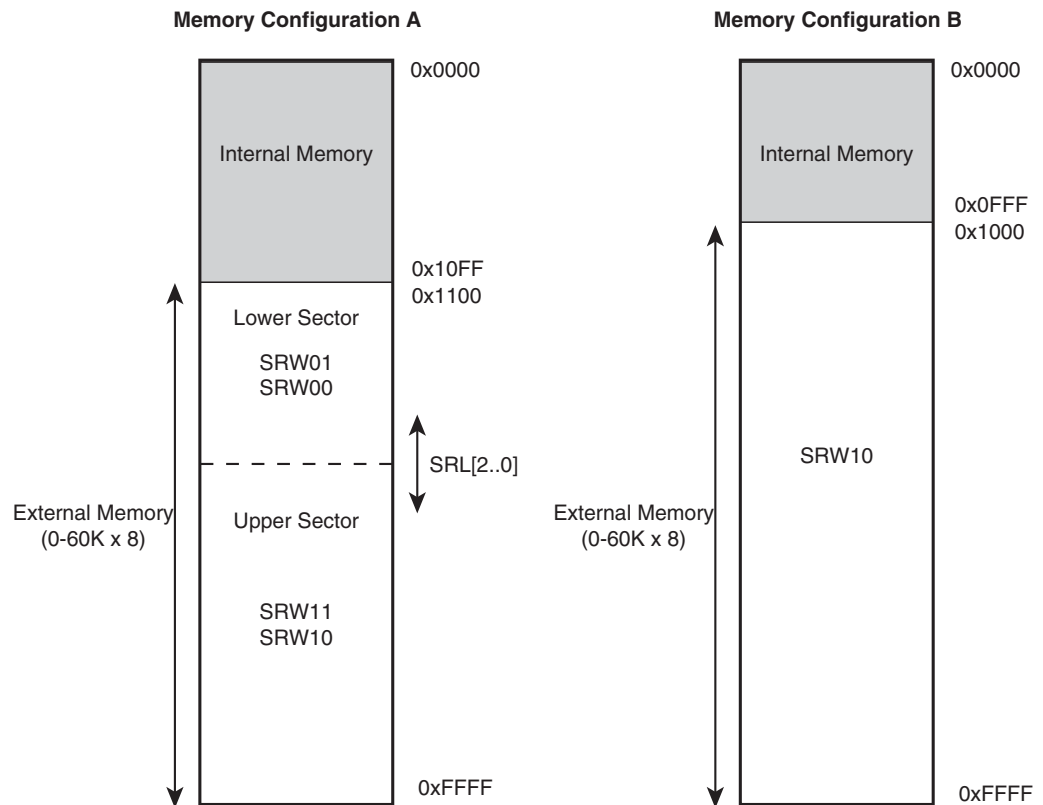 Memory Configuration A
0x0000
Internal Memory
0x10FF
0x1100
Lower Sector
SRW01
SRW00
SRL[2..0]
External Memory
(0-60K x 8)
Upper Sector
SRW11
SRW10
0xFFFF
Memory Configuration B
0x0000
Internal Memory
0x0FFF
0x1000
SRW10
External Memory
(0-60K x 8)
0xFFFF